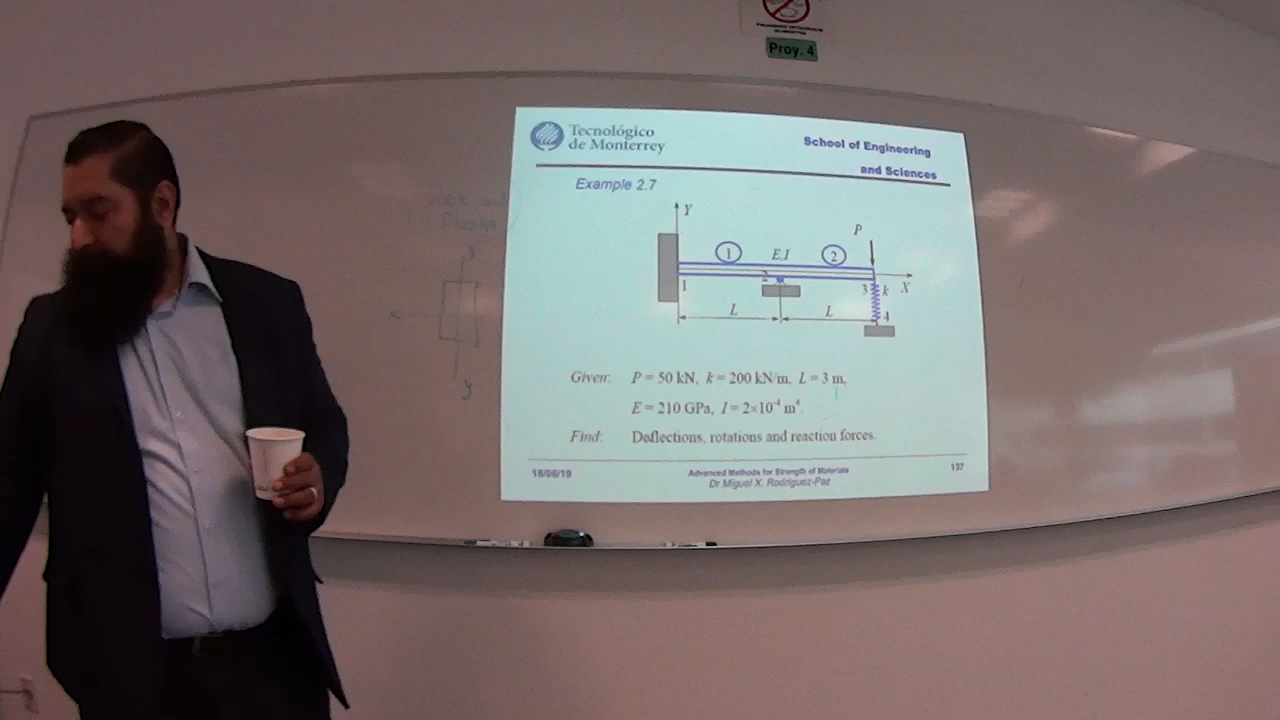 Proy. 4
Tecnológico
de Monterrey
School of Engineering
and Sciences
Example 2.7
Y
P
1
E,I
2
1
2
3
k
X
L
L
4
Given: P = 50 kN, k = 200 kN/m, L = 3 m,
E = 210 GPa, I = 2×10⁻⁴ m⁴.
Find: Deflections, rotations and reaction forces.
18/06/19
Advanced Methods for Strength of Materials
137
Dr Miguel X. Rodriguez-Paz
y